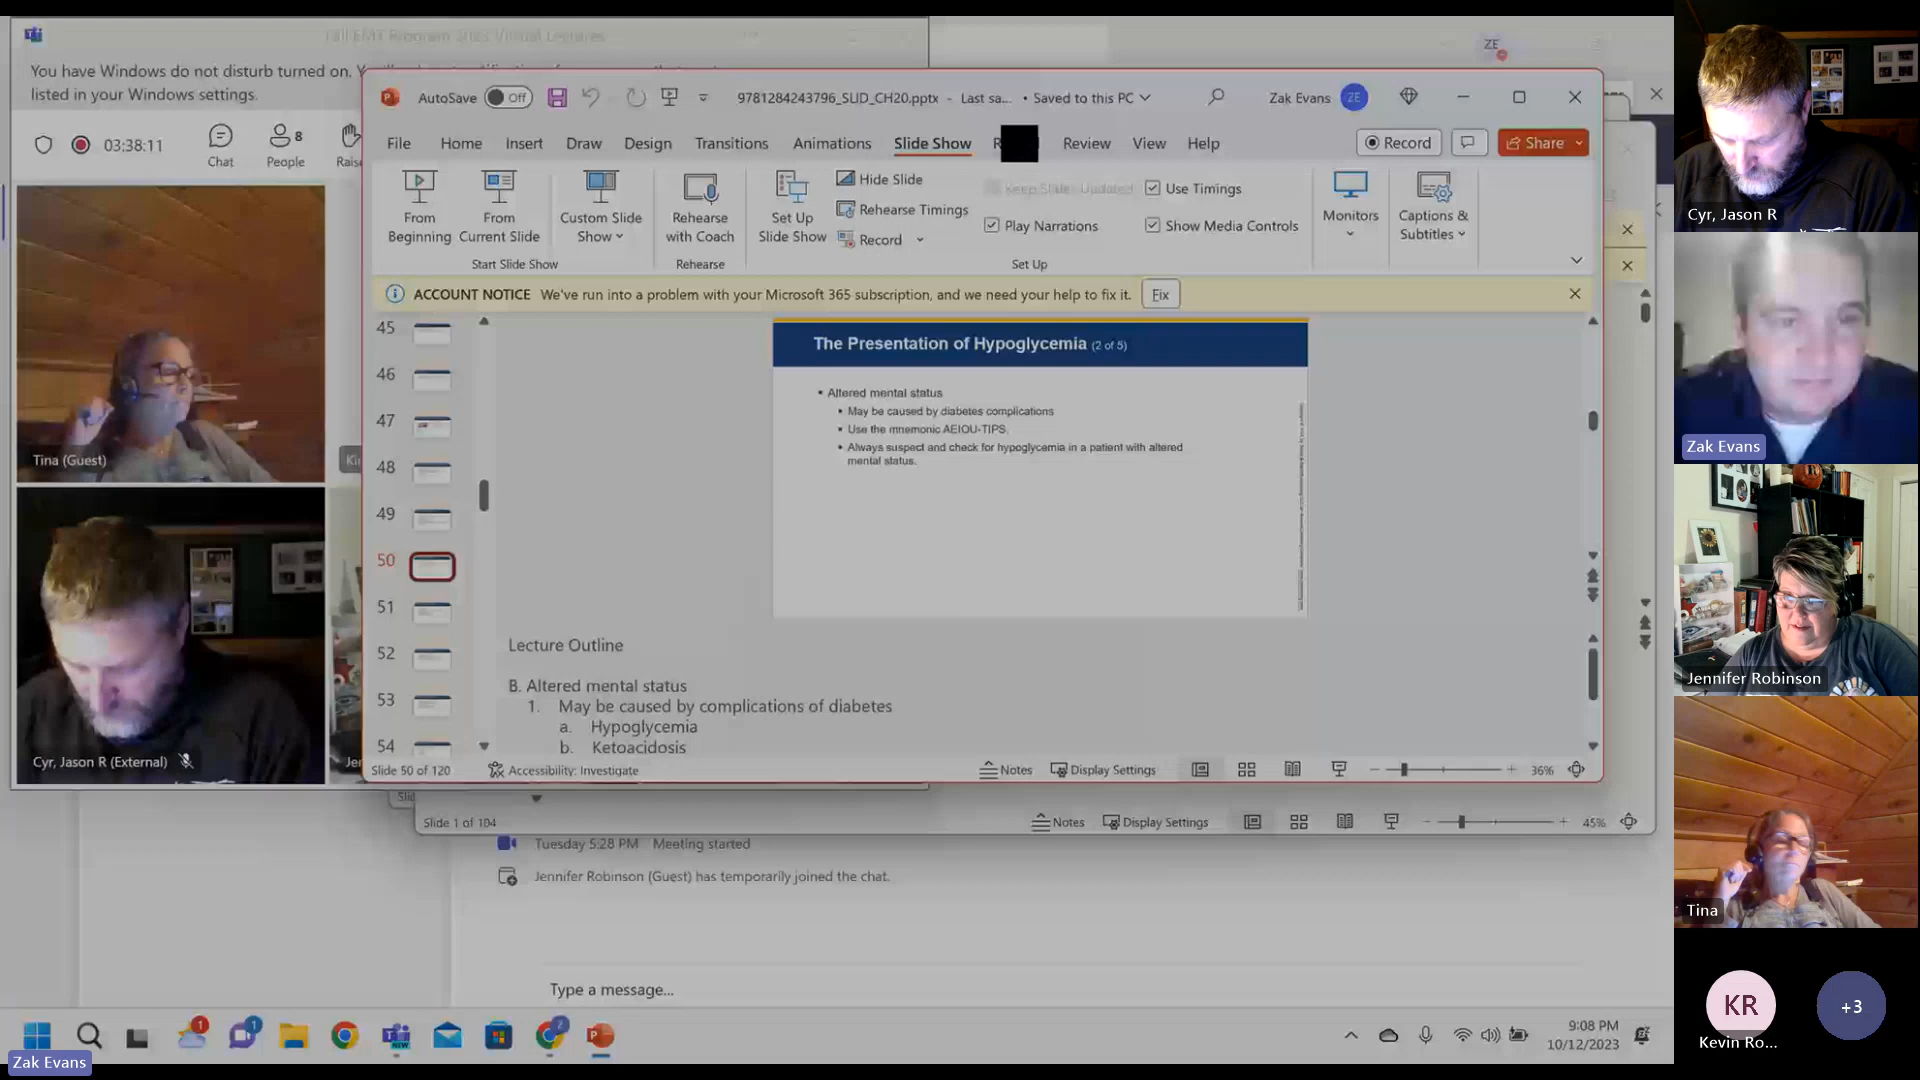 You have Windows do not disturb turned on.
listed in your Windows settings.
03:38:11
Chat
8
People
Raise
Tina (Guest)
Cyr, Jason R (External)
AutoSave Off
9781284243796_SLID_CH20.pptx - Last sa... • Saved to this PC
Zak Evans ZE
File Home Insert Draw Design Transitions Animations Slide Show Review View Help
Record
Share
From Beginning
From Current Slide
Custom Slide Show
Start Slide Show
Rehearse with Coach
Rehearse
Set Up Slide Show
Hide Slide
Rehearse Timings
Record
Keep Slides Updated
Play Narrations
Use Timings
Show Media Controls
Set Up
Monitors
Captions & Subtitles
ACCOUNT NOTICE We've run into a problem with your Microsoft 365 subscription, and we need your help to fix it. Fix
45
46
47
48
49
50
51
52
53
54
The Presentation of Hypoglycemia (2 of 5)
• Altered mental status
• May be caused by diabetes complications
• Use the mnemonic AEIOU-TIPS.
• Always suspect and check for hypoglycemia in a patient with altered
mental status.
Lecture Outline
B. Altered mental status
1. May be caused by complications of diabetes
a. Hypoglycemia
b. Ketoacidosis
Slide 50 of 120
Accessibility: Investigate
Notes
Display Settings
36%
Slide 1 of 104
Notes
Display Settings
45%
Tuesday 5:28 PM Meeting started
Jennifer Robinson (Guest) has temporarily joined the chat.
Type a message...
ZE
9:08 PM
10/12/2023
Zak Evans
Cyr, Jason R
Zak Evans
Jennifer Robinson
Tina
KR
Kevin Ro...
+3